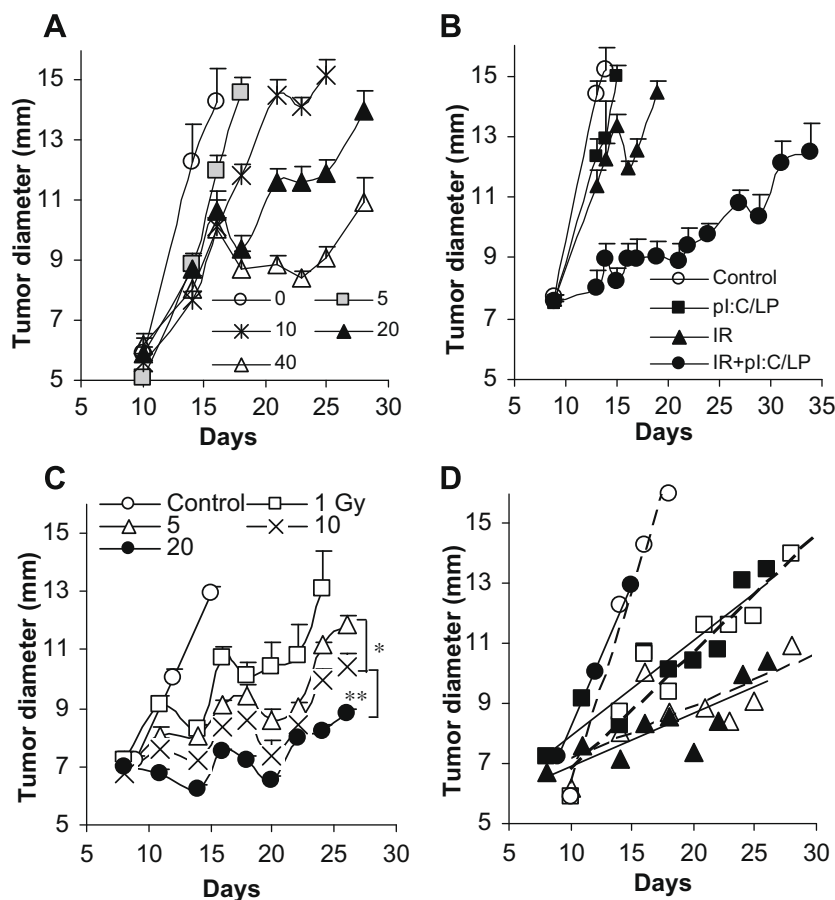 A
Tumor diameter (mm)
15
13
11
9
7
5
0
5
10
20
40
5 10 15 20 25 30
Days
B
Tumor diameter (mm)
15
13
11
9
7
5
Control
pI:C/LP
IR
IR+pI:C/LP
5 10 15 20 25 30 35
Days
C
Tumor diameter (mm)
15
13
11
9
7
5
Control
1 Gy
5
10
20
*
**
5 10 15 20 25 30
Days
D
Tumor diameter (mm)
15
13
11
9
7
5
5 10 15 20 25 30
Days